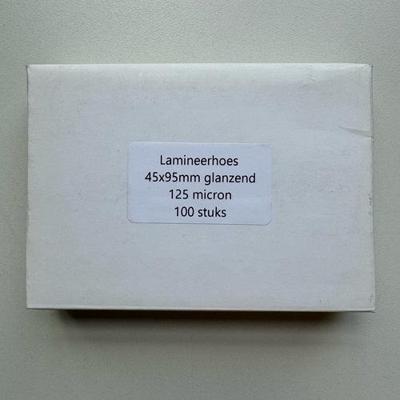 Lamineerhoes
45x95mm glanzend
125 micron
100 stuks